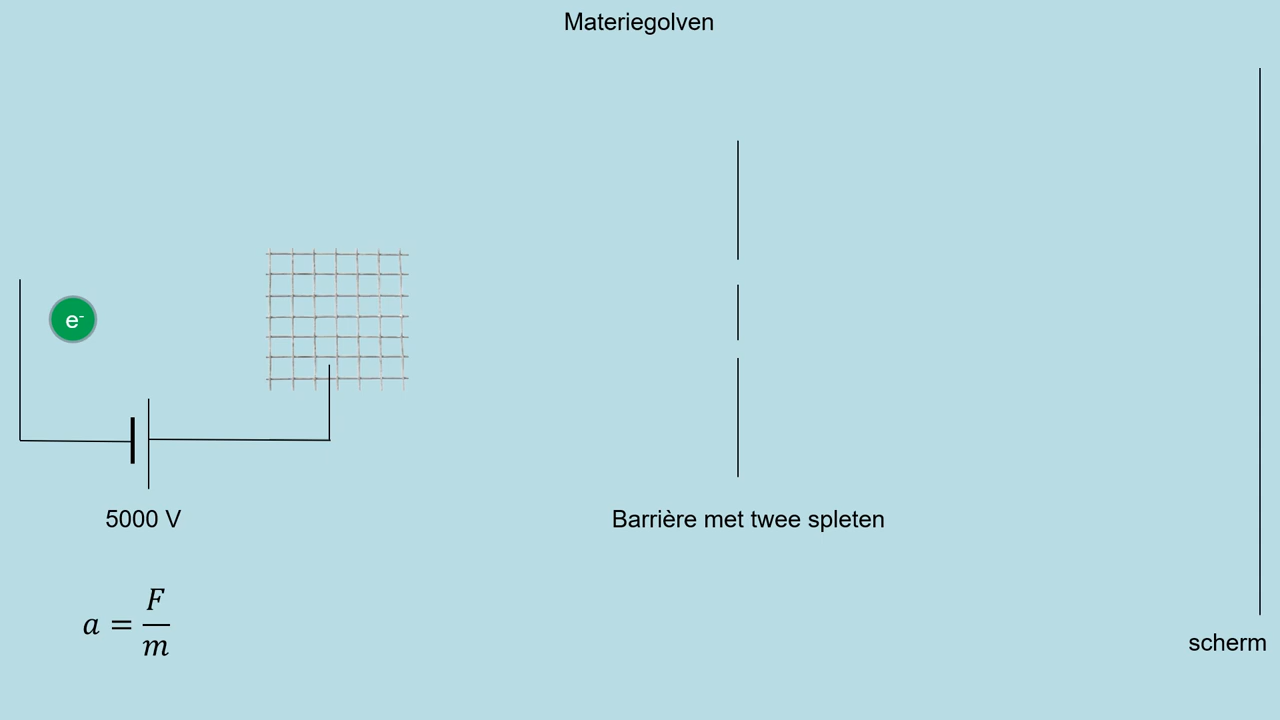 Materiegolven
e⁻
5000 V
Barrière met twee spleten
a = F/m
scherm